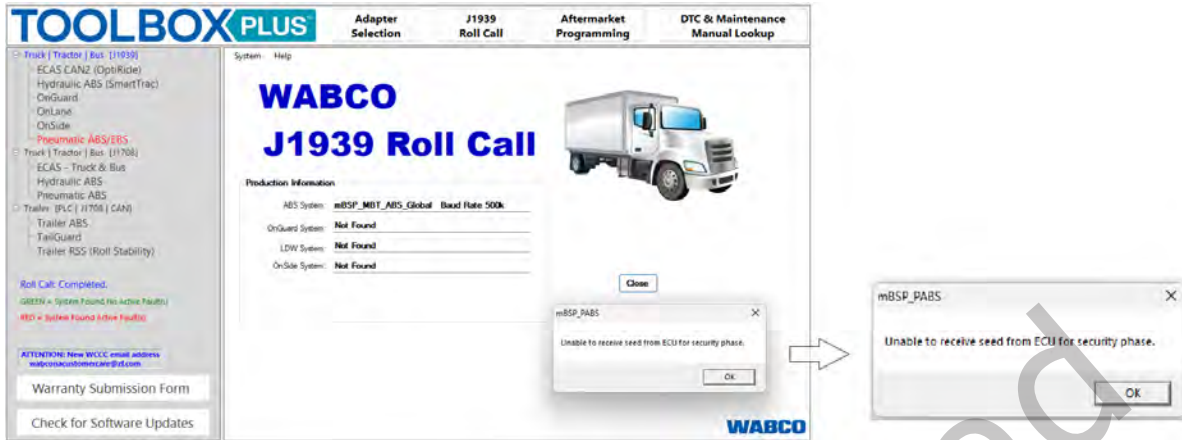 TOOLBOX PLUS
Adapter Selection
J1939 Roll Call
Aftermarket Programming
DTC & Maintenance Manual Lookup
Truck | Tractor | Bus (J1939)
ECAS CAN2 (OptiRide)
Hydraulic ABS (SmartTrac)
OnGuard
OnLane
OnSide
Pneumatic ABS/EBS
Truck | Tractor | Bus (J1708)
ECAS - Truck & Bus
Hydraulic ABS
Pneumatic ABS
Trailer (PLC | J1708 | CAN)
Trailer ABS
TailGuard
Trailer RSS (Roll Stability)
Roll Call: Completed.
GREEN = System Found No Active Fault(s)
RED = System Found Active Fault(s)
ATTENTION: New WCCC email address
wabconacustomercare@zf.com
Warranty Submission Form
Check for Software Updates
System Help
WABCO
J1939 Roll Call
Production Information
ABS System: mBSP_MBT_ABS_Global Baud Rate 500k
OnGuard System: Not Found
LDW System: Not Found
OnSide System: Not Found
Close
mBSP_PABS
Unable to receive seed from ECU for security phase.
OK
WABCO
mBSP_PABS
Unable to receive seed from ECU for security phase.
OK